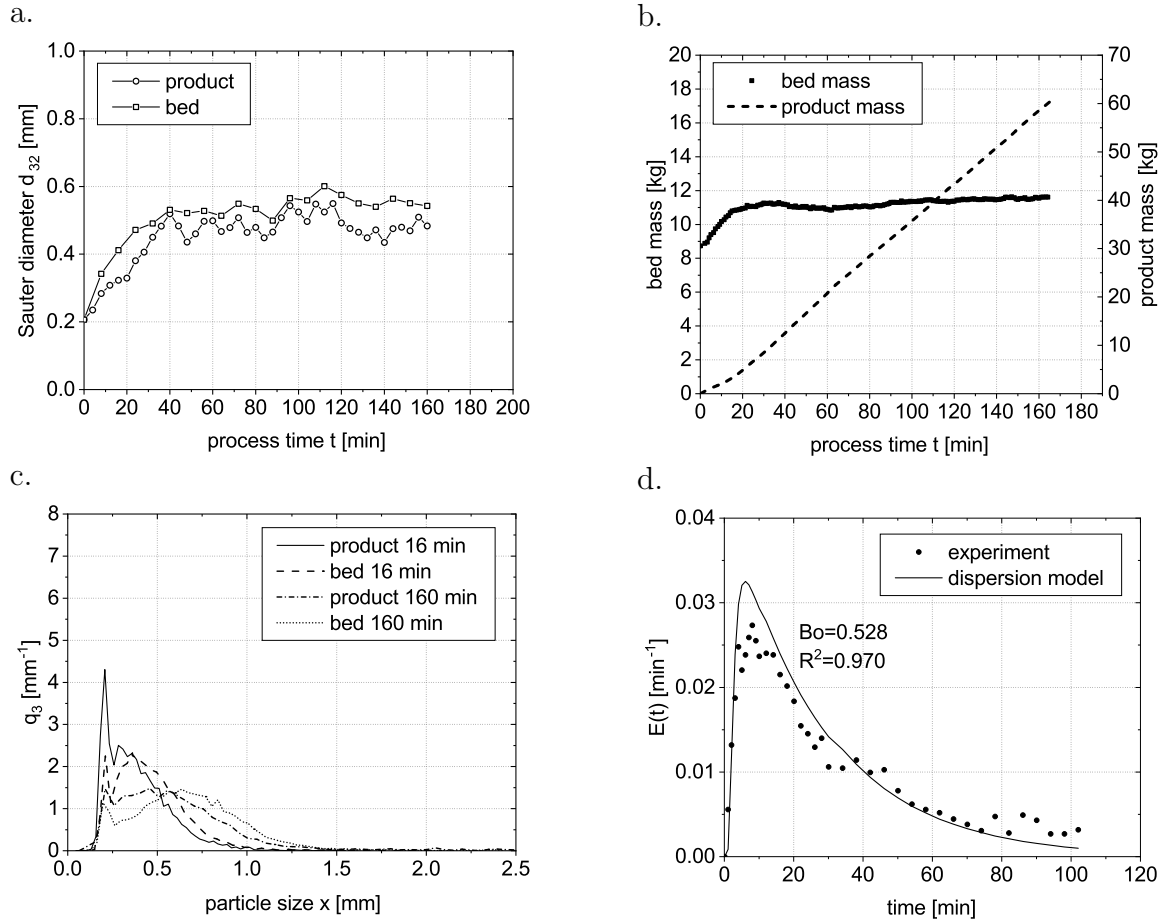 a.
1.0
0.8
0.6
0.4
0.2
0.0
Sauter diameter d32 [mm]
product
bed
0 20 40 60 80 100 120 140 160 180 200
process time t [min]
b.
20
18
16
14
12
10
8
6
4
2
0
bed mass [kg]
bed mass
product mass
70
60
50
40
30
20
10
0
product mass [kg]
0 20 40 60 80 100 120 140 160 180
process time t [min]
c.
8
7
6
5
4
3
2
1
0
q3 [mm-1]
product 16 min
bed 16 min
product 160 min
bed 160 min
0.0 0.5 1.0 1.5 2.0 2.5
particle size x [mm]
d.
0.04
0.03
0.02
0.01
0.00
E(t) [min-1]
experiment
dispersion model
Bo=0.528
R2=0.970
0 20 40 60 80 100 120
time [min]